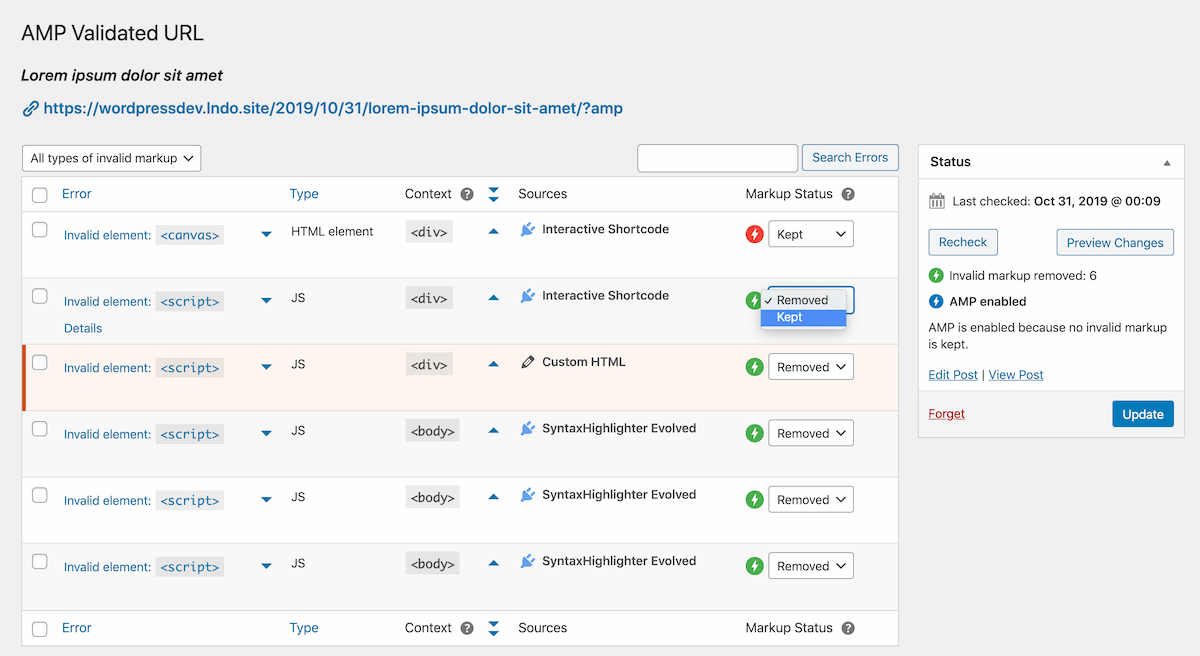 AMP Validated URL
Lorem ipsum dolor sit amet
https://wordpressdev.lndo.site/2019/10/31/lorem-ipsum-dolor-sit-amet/?amp
All types of invalid markup
Search Errors
Error Type Context ? Sources Markup Status ?
Invalid element: <canvas> HTML element <div> Interactive Shortcode Kept
Invalid element: <script> JS <div> Interactive Shortcode ✓ Removed
Kept
Details
Invalid element: <script> JS <div> Custom HTML Removed
Invalid element: <script> JS <body> SyntaxHighlighter Evolved Removed
Invalid element: <script> JS <body> SyntaxHighlighter Evolved Removed
Invalid element: <script> JS <body> SyntaxHighlighter Evolved Removed
Error Type Context ? Sources Markup Status ?
Status
Last checked: Oct 31, 2019 @ 00:09
Recheck Preview Changes
Invalid markup removed: 6
AMP enabled
AMP is enabled because no invalid markup
is kept.
Edit Post | View Post
Forget Update